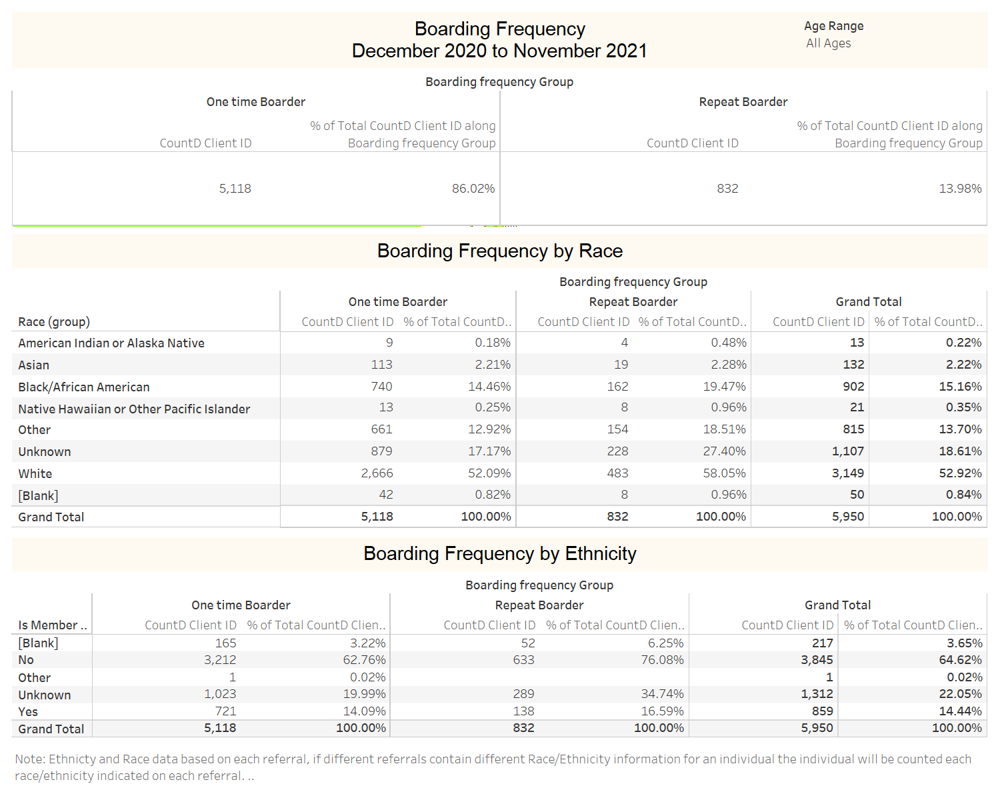 Boarding Frequency
December 2020 to November 2021
Age Range
All Ages
Boarding frequency Group
One time Boarder Repeat Boarder
CountD Client ID % of Total CountD Client ID along Boarding frequency Group CountD Client ID % of Total CountD Client ID along Boarding frequency Group
5,118 86.02% 832 13.98%
Boarding Frequency by Race
Boarding frequency Group
One time Boarder Repeat Boarder Grand Total
Race (group) CountD Client ID % of Total CountD.. CountD Client ID % of Total CountD.. CountD Client ID % of Total CountD..
American Indian or Alaska Native 9 0.18% 4 0.48% 13 0.22%
Asian 113 2.21% 19 2.28% 132 2.22%
Black/African American 740 14.46% 162 19.47% 902 15.16%
Native Hawaiian or Other Pacific Islander 13 0.25% 8 0.96% 21 0.35%
Other 661 12.92% 154 18.51% 815 13.70%
Unknown 879 17.17% 228 27.40% 1,107 18.61%
White 2,666 52.09% 483 58.05% 3,149 52.92%
[Blank] 42 0.82% 8 0.96% 50 0.84%
Grand Total 5,118 100.00% 832 100.00% 5,950 100.00%
Boarding Frequency by Ethnicity
Boarding frequency Group
One time Boarder Repeat Boarder Grand Total
Is Member .. CountD Client ID % of Total CountD Clien.. CountD Client ID % of Total CountD Clien.. CountD Client ID % of Total CountD Clien..
[Blank] 165 3.22% 52 6.25% 217 3.65%
No 3,212 62.76% 633 76.08% 3,845 64.62%
Other 1 0.02% 1 0.02%
Unknown 1,023 19.99% 289 34.74% 1,312 22.05%
Yes 721 14.09% 138 16.59% 859 14.44%
Grand Total 5,118 100.00% 832 100.00% 5,950 100.00%
Note: Ethnicty and Race data based on each referral, if different referrals contain different Race/Ethnicity information for an individual the individual will be counted each
race/ethnicity indicated on each referral. ..